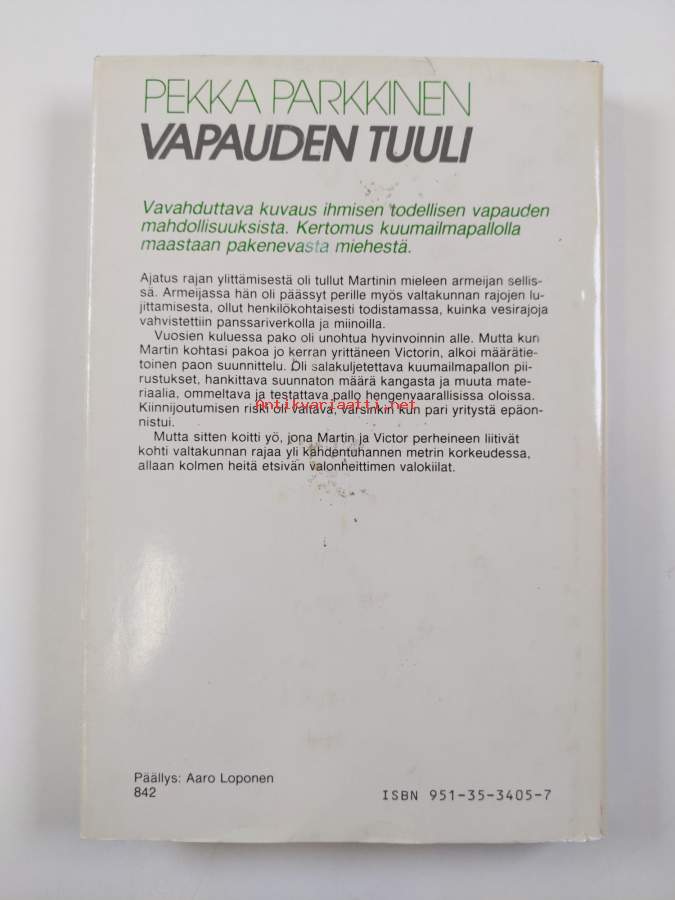 PEKKA PARKKINEN
VAPAUDEN TUULI
Vavahduttava kuvaus ihmisen todellisen vapauden
mahdollisuuksista. Kertomus kuumailmapallolla
maastaan pakenevasta miehestä.
Ajatus rajan ylittämisestä oli tullut Martinin mieleen armeijan sellis-
sä. Armeijassa hän oli päässyt perille myös valtakunnan rajojen lu-
jittamisesta, ollut henkilökohtaisesti todistamassa, kuinka vesirajoja
vahvistettiin panssariverkolla ja miinoilla.
Vuosien kuluessa pako oli unohtua hyvinvoinnin alle. Mutta kun
Martin kohtasi pakoa jo kerran yrittäneen Victorin, alkoi määrätie-
toinen paon suunnittelu. Oli salakuljetettava kuumailmapallon pii-
rustukset, hankittava suunnaton määrä kangasta ja muuta mate-
riaalia, ommeltava ja testattava pallo hengenvaarallisissa oloissa.
Antikvariaatti.net
Kiinnijoutumisen riski oli valtava, varsinkin kun pari yritystä epäon-
nistui.
Mutta sitten koitti yö, jona Martin ja Victor perheineen liitivät
kohti valtakunnan rajaa yli kahdentuhannen metrin korkeudessa,
allaan kolmen heitä etsivän valonheittimen valokiilat.
Päällys: Aaro Loponen
842
ISBN 951-35-3405-7